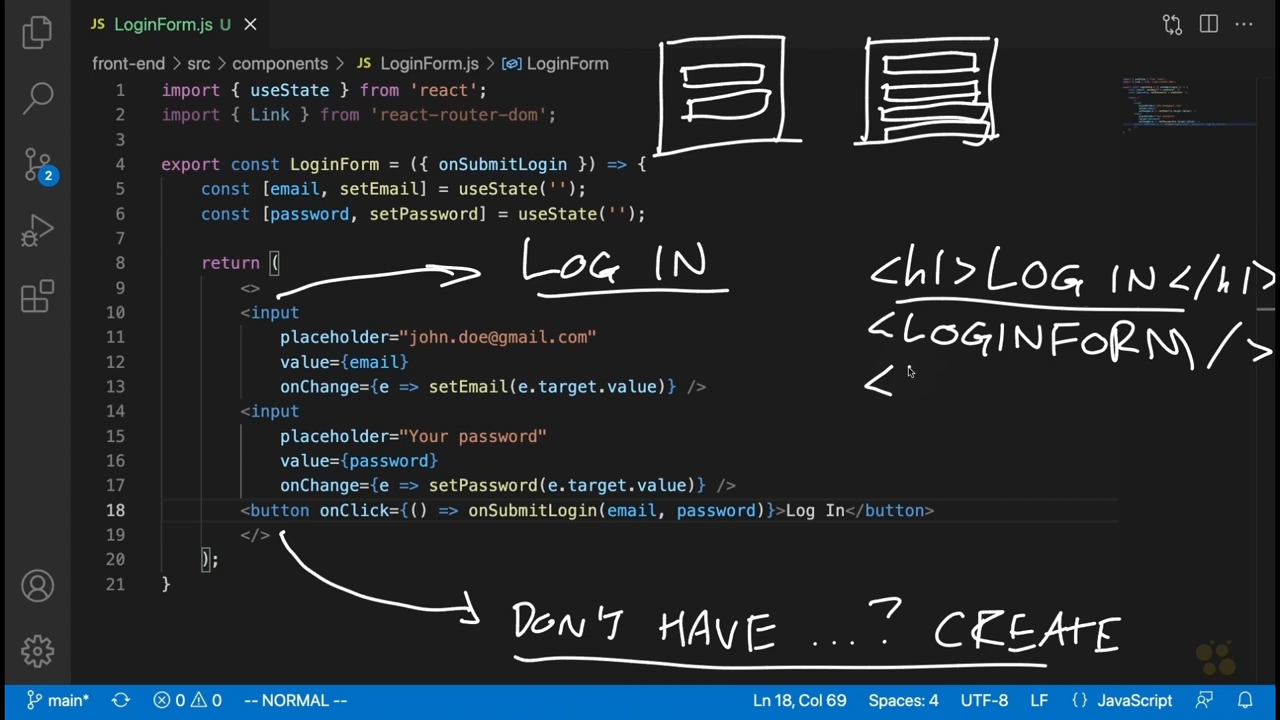 JS LoginForm.js U
front-end > src > components > JS LoginForm.js > LoginForm
1 import { useState } from 'react';
2 import { Link } from 'react-router-dom';
3
4 export const LoginForm = ({ onSubmitLogin }) => {
5 const [email, setEmail] = useState('');
6 const [password, setPassword] = useState('');
7
8 return (
LOG IN
<h1>LOG IN</h1>
9 <>
10 <input
11 placeholder="john.doe@gmail.com"
<LOGINFORM/>
12 value={email}
13 onChange={e => setEmail(e.target.value)} />
<
14 <input
15 placeholder="Your password"
16 value={password}
17 onChange={e => setPassword(e.target.value)} />
18 <button onClick={() => onSubmitLogin(email, password)}>Log In</button>
19 </>
20 );
21 }
DON'T HAVE ...? CREATE
2
main* 0 0 -- NORMAL -- Ln 18, Col 69 Spaces: 4 UTF-8 LF {} JavaScript